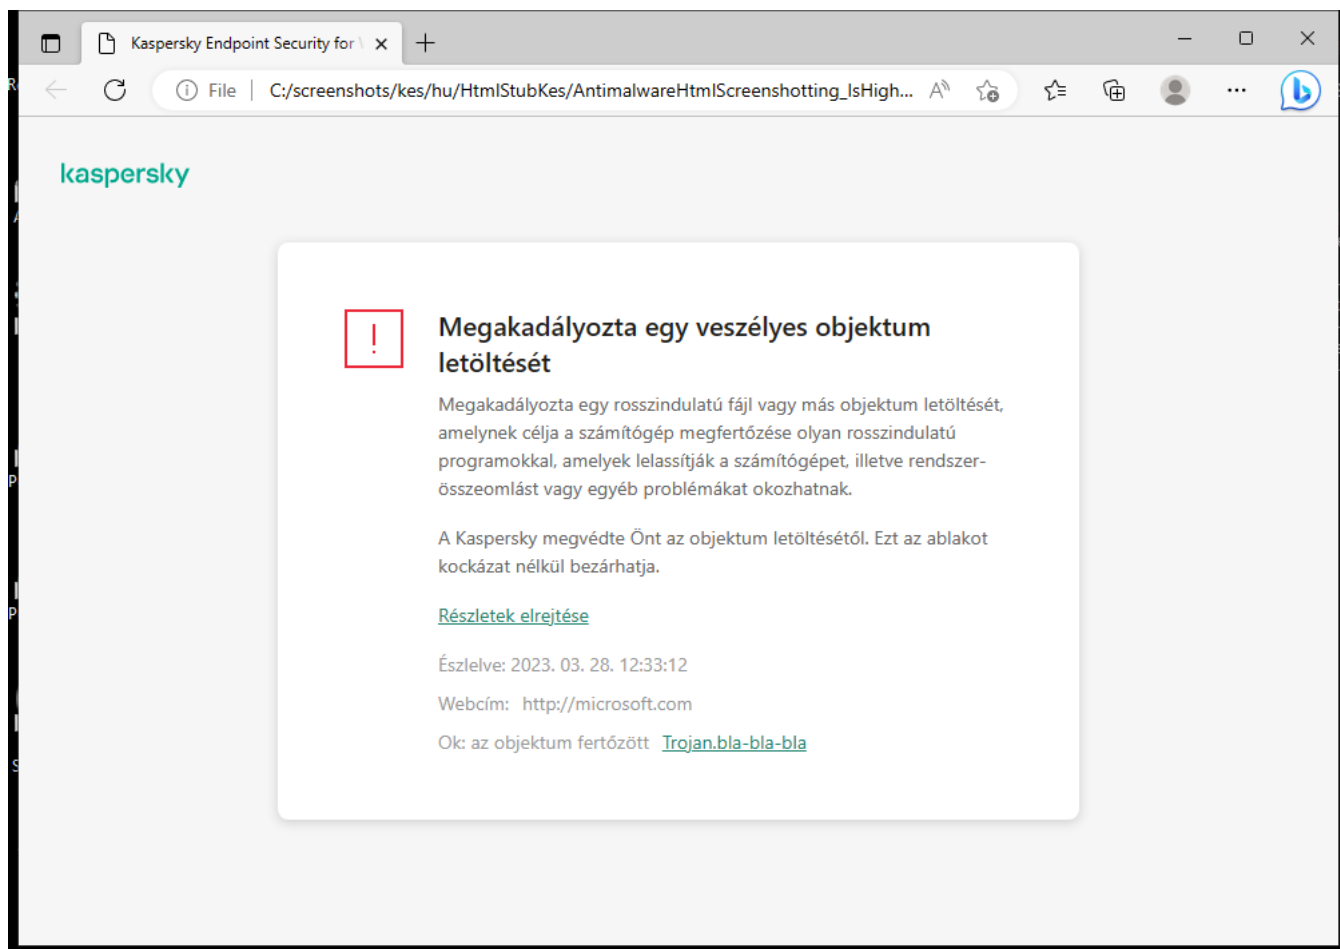 Kaspersky Endpoint Security for
File
C:/screenshots/kes/hu/HtmlStubKes/AntimalwareHtmlScreenshotting_IsHigh...
kaspersky
!
Megakadályozta egy veszélyes objektum
letöltését
Megakadályozta egy rosszindulatú fájl vagy más objektum letöltését,
amelynek célja a számítógép megfertőzése olyan rosszindulatú
programokkal, amelyek lelassítják a számítógépet, illetve rendszer-
összeomlást vagy egyéb problémákat okozhatnak.
A Kaspersky megvédte Önt az objektum letöltésétől. Ezt az ablakot
kockázat nélkül bezárhatja.
Részletek elrejtése
Észlelve: 2023. 03. 28. 12:33:12
Webcím: http://microsoft.com
Ok: az objektum fertőzött Trojan.bla-bla-bla